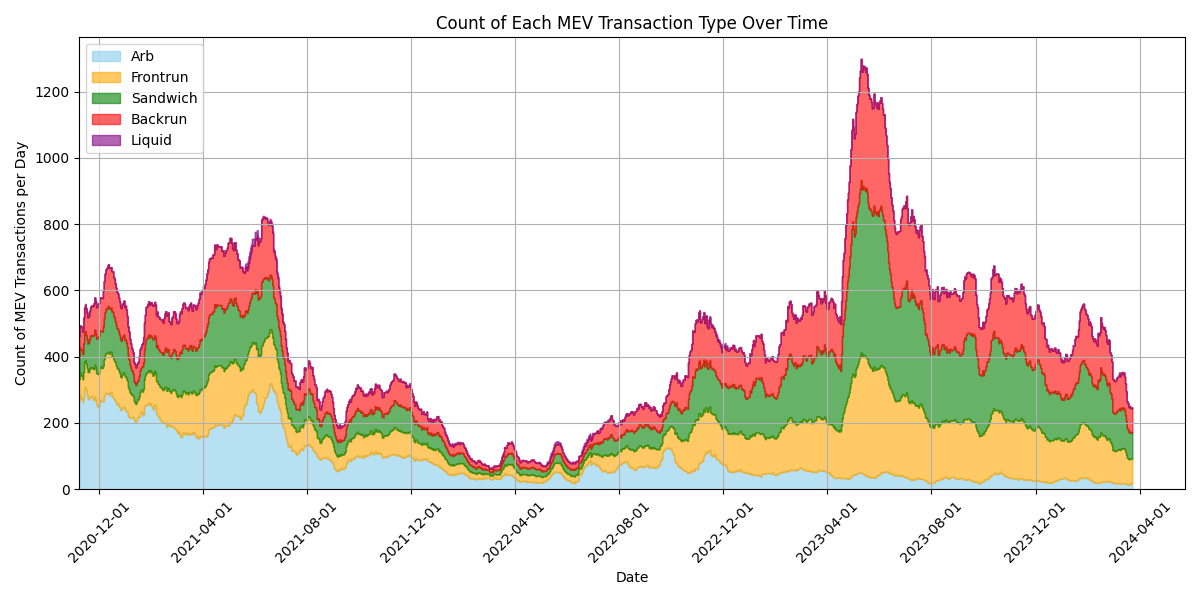 Count of Each MEV Transaction Type Over Time
Arb
Frontrun
Sandwich
Backrun
Liquid
Count of MEV Transactions per Day
1200
1000
800
600
400
200
0
2020-12-01
2021-04-01
2021-08-01
2021-12-01
2022-04-01
2022-08-01
2022-12-01
2023-04-01
2023-08-01
2023-12-01
2024-04-01
Date